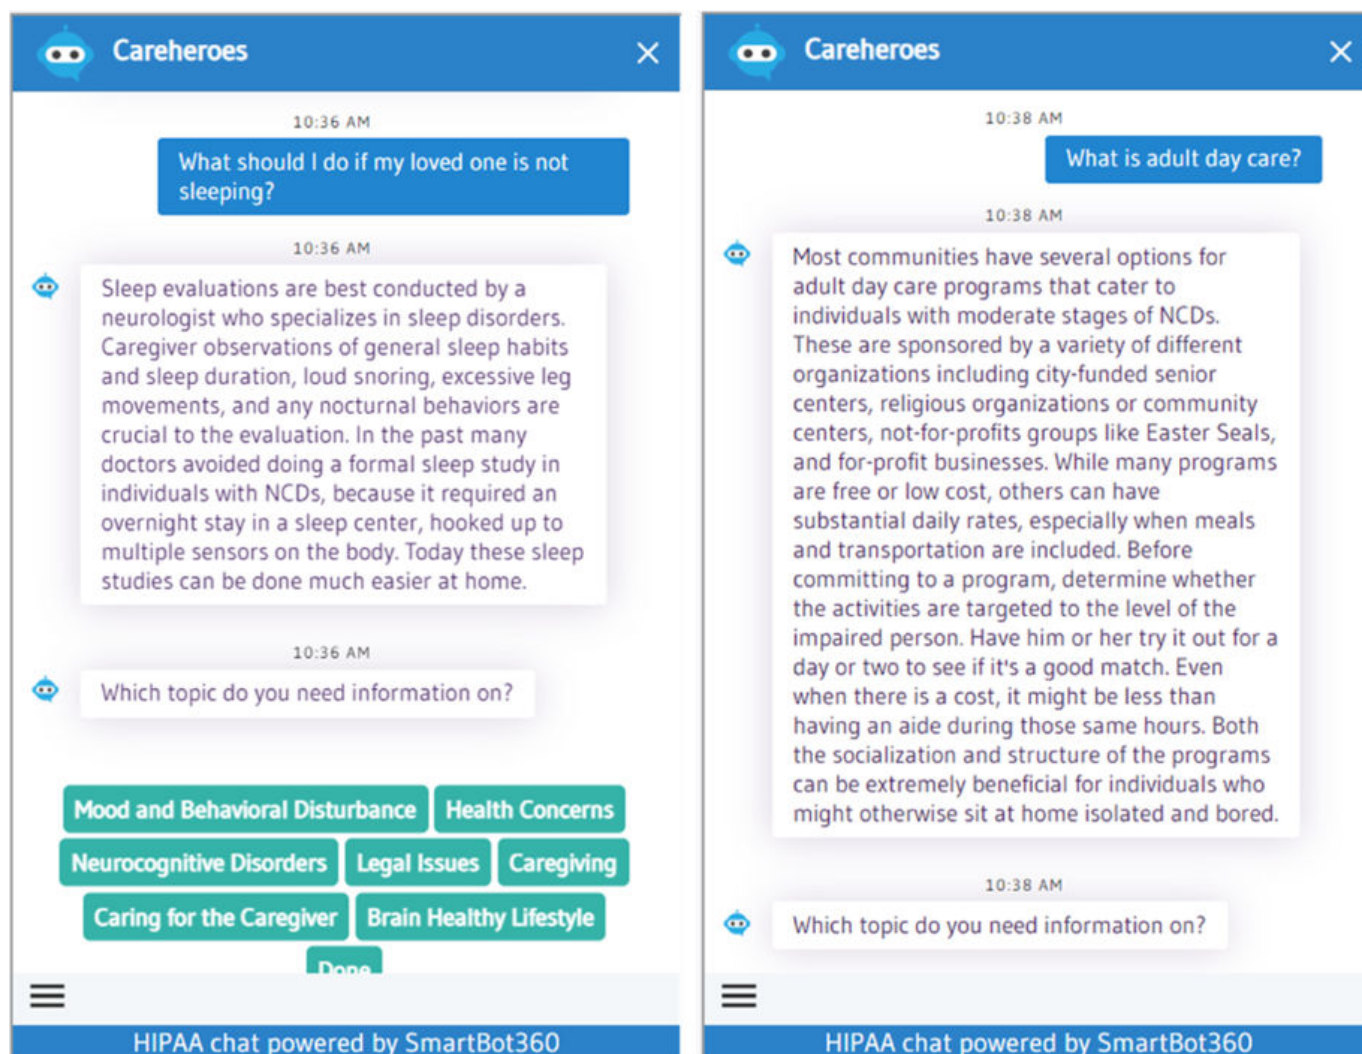 Careheroes
10:36 AM
What should I do if my loved one is not
sleeping?
10:36 AM
Sleep evaluations are best conducted by a
neurologist who specializes in sleep disorders.
Caregiver observations of general sleep habits
and sleep duration, loud snoring, excessive leg
movements, and any nocturnal behaviors are
crucial to the evaluation. In the past many
doctors avoided doing a formal sleep study in
individuals with NCDs, because it required an
overnight stay in a sleep center, hooked up to
multiple sensors on the body. Today these sleep
studies can be done much easier at home.
10:36 AM
Which topic do you need information on?
Mood and Behavioral Disturbance
Health Concerns
Neurocognitive Disorders
Legal Issues
Caregiving
Caring for the Caregiver
Brain Healthy Lifestyle
Done
HIPAA chat powered by SmartBot360
Careheroes
10:38 AM
What is adult day care?
10:38 AM
Most communities have several options for
adult day care programs that cater to
individuals with moderate stages of NCDs.
These are sponsored by a variety of different
organizations including city-funded senior
centers, religious organizations or community
centers, not-for-profits groups like Easter Seals,
and for-profit businesses. While many programs
are free or low cost, others can have
substantial daily rates, especially when meals
and transportation are included. Before
committing to a program, determine whether
the activities are targeted to the level of the
impaired person. Have him or her try it out for a
day or two to see if it's a good match. Even
when there is a cost, it might be less than
having an aide during those same hours. Both
the socialization and structure of the programs
can be extremely beneficial for individuals who
might otherwise sit at home isolated and bored.
10:38 AM
Which topic do you need information on?
HIPAA chat powered by SmartBot360